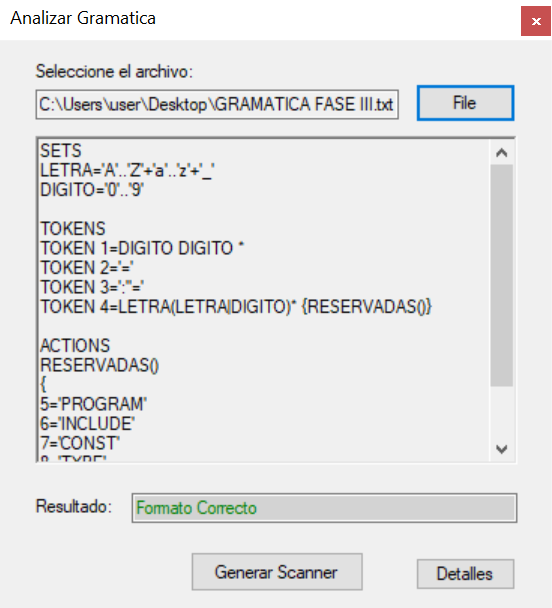 Analizar Gramatica
Seleccione el archivo:
C:\Users\user\Desktop\GRAMATICA FASE III.txt
File
SETS
LETRA='A'..'Z'+'a'..'z'+'_'
DIGITO='0'..'9'
TOKENS
TOKEN 1=DIGITO DIGITO *
TOKEN 2='='
TOKEN 3=':''='
TOKEN 4=LETRA(LETRA|DIGITO)* {RESERVADAS()}
ACTIONS
RESERVADAS()
{
5='PROGRAM'
6='INCLUDE'
7='CONST'
8='TYPE'
Resultado:
Formato Correcto
Generar Scanner
Detalles